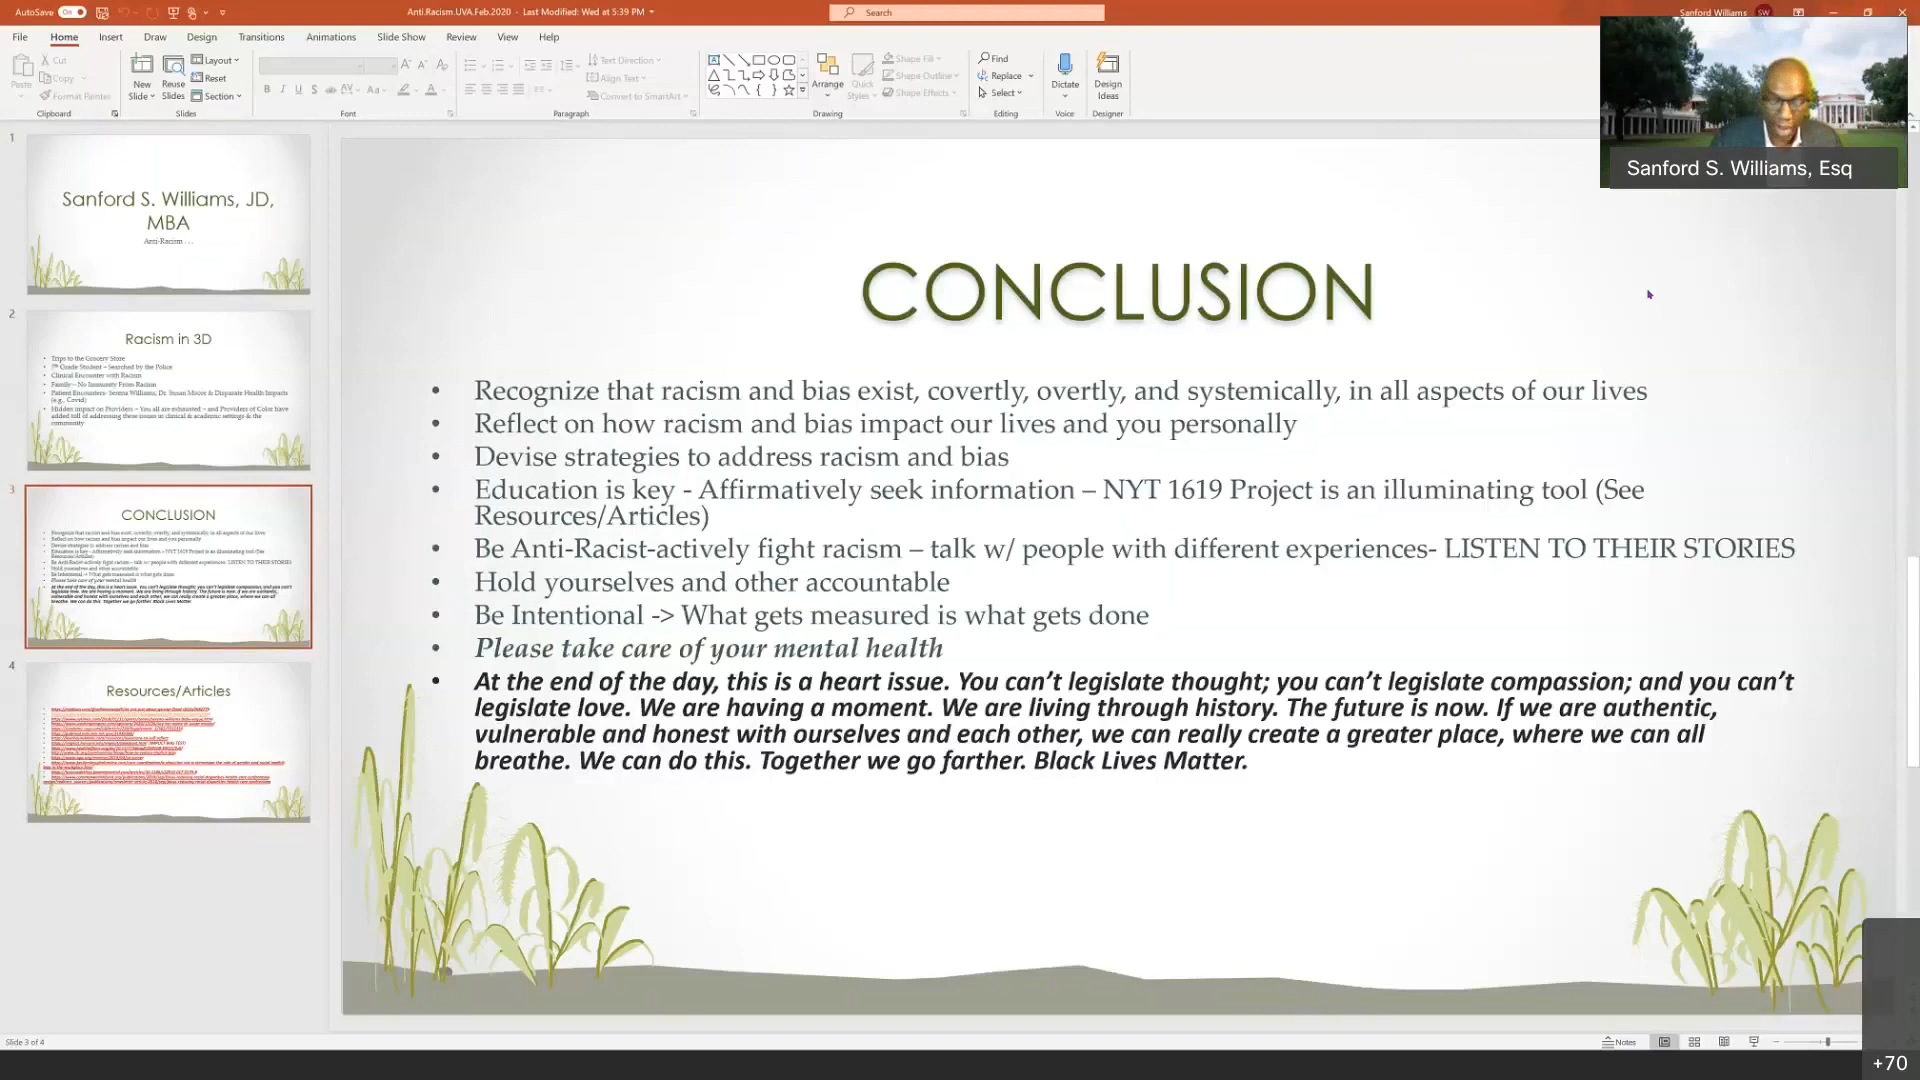 AutoSave On
Anti.Racism.UVA.Feb.2020 - Last Modified: Wed at 5:39 PM
Search
Sanford Williams SW
File Home Insert Draw Design Transitions Animations Slide Show Review View Help
Paste
Cut
Copy
Format Painter
Clipboard
New Slide
Reuse Slides
Layout
Reset
Section
Slides
Font
Text Direction
Align Text
Convert to SmartArt
Paragraph
Arrange
Quick Styles
Shape Fill
Shape Outline
Shape Effects
Drawing
Find
Replace
Select
Editing
Dictate
Voice
Design Ideas
Designer
Sanford S. Williams, Esq
1
Sanford S. Williams, JD,
MBA
Anti-Racism . . .
2
Racism in 3D
• Trips to the Grocery Store
• 7th Grade Student – Searched by the Police
• Clinical Encounter with Racism
• Family – No Immunity From Racism
• Patient Encounters- Serena Williams; Dr. Susan Moore & Disparate Health Impacts
(e.g., Covid)
• Hidden impact on Providers – You all are exhausted – and Providers of Color have
added toll of addressing these issues in clinical & academic settings & the
community
3
CONCLUSION
4
Resources/Articles
CONCLUSION
• Recognize that racism and bias exist, covertly, overtly, and systemically, in all aspects of our lives
• Reflect on how racism and bias impact our lives and you personally
• Devise strategies to address racism and bias
• Education is key - Affirmatively seek information – NYT 1619 Project is an illuminating tool (See
Resources/Articles)
• Be Anti-Racist-actively fight racism – talk w/ people with different experiences- LISTEN TO THEIR STORIES
• Hold yourselves and other accountable
• Be Intentional -> What gets measured is what gets done
• Please take care of your mental health
• At the end of the day, this is a heart issue. You can’t legislate thought; you can’t legislate compassion; and you can’t
legislate love. We are having a moment. We are living through history. The future is now. If we are authentic,
vulnerable and honest with ourselves and each other, we can really create a greater place, where we can all
breathe. We can do this. Together we go farther. Black Lives Matter.
Slide 3 of 4
Notes
+70